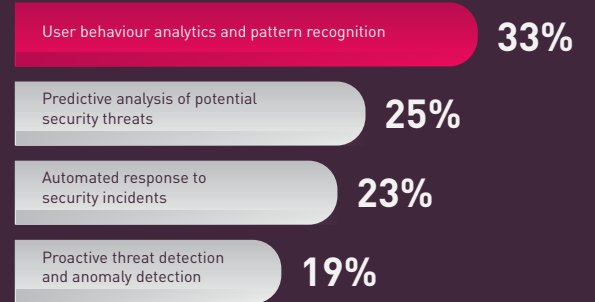 User behaviour analytics and pattern recognition
33%
Predictive analysis of potential
security threats
25%
Automated response to
security incidents
23%
Proactive threat detection
and anomaly detection
19%